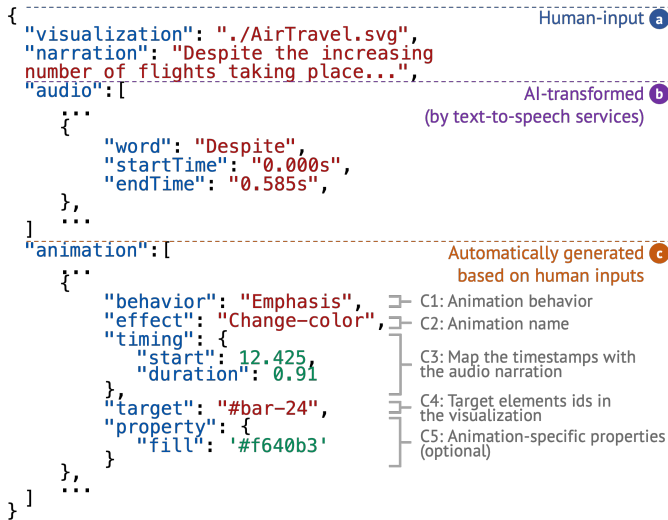 {
Human-input a
"visualization": "./AirTravel.svg",
"narration": "Despite the increasing
number of flights taking place...",
"audio":[
AI-transformed b
(by text-to-speech services)
...
{
"word": "Despite",
"startTime": "0.000s",
"endTime": "0.585s",
},
...
]
"animation":[
Automatically generated c
based on human inputs
...
{
"behavior": "Emphasis",
C1: Animation behavior
"effect": "Change-color",
C2: Animation name
"timing": {
"start": 12.425,
"duration": 0.91
},
C3: Map the timestamps with
the audio narration
"target": "#bar-24",
C4: Target elements ids in
the visualization
"property": {
"fill": '#f640b3'
}
C5: Animation-specific properties
(optional)
},
...
]
}